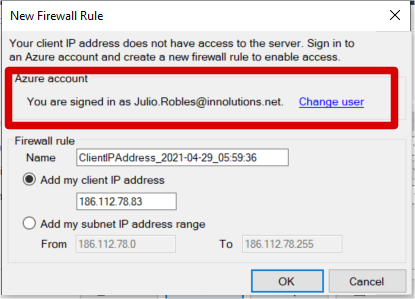 New Firewall Rule
Your client IP address does not have access to the server. Sign in to
an Azure account and create a new firewall rule to enable access.
Azure account
You are signed in as Julio.Robles@innolutions.net. Change user
Firewall rule
Name ClientIPAddress_2021-04-29_05:59:36
Add my client IP address
186.112.78.83
Add my subnet IP address range
From 186.112.78.0 To 186.112.78.255
OK Cancel